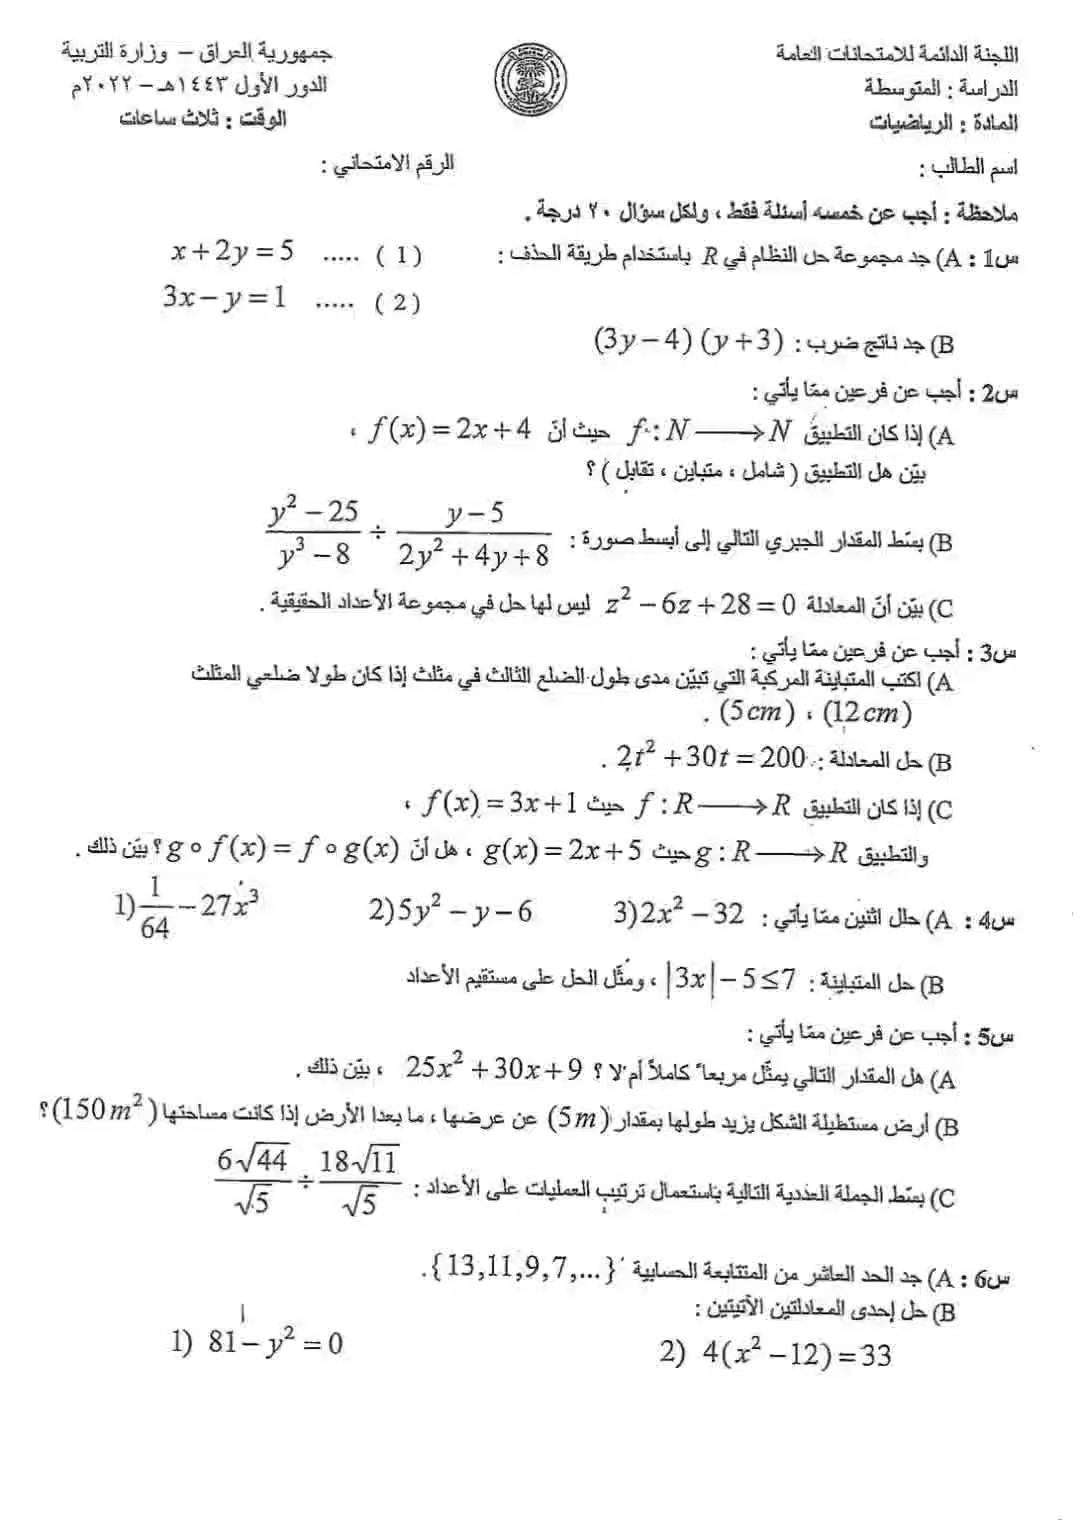 اللجنة الدائمة للامتحانات العامة
جمهورية العراق – وزارة التربية
الدراسة : المتوسطة
الدور الأول ١٤٤٣هـ – ٢٠٢٢م
المادة : الرياضيات
الوقت : ثلاث ساعات
اسم الطالب :
الرقم الامتحاني :
ملاحظة : أجب عن خمسه أسئلة فقط ، ولكل سؤال ٢٠ درجة .
س1 : A) جد مجموعة حل النظام في R باستخدام طريقة الحذف : x + 2y = 5 ..... ( 1 )
3x − y = 1 ..... ( 2 )
B) جد ناتج ضرب : (3y − 4) (y + 3)
س2 : أجب عن فرعين ممّا يأتي :
A) إذا كان التطبيق f : N ⟶ N حيث أنّ f(x) = 2x + 4 ،
بيّن هل التطبيق ( شامل ، متباين ، تقابل ) ؟
B) بسّط المقدار الجبري التالي إلى أبسط صورة : (y² − 25)/(y³ − 8) ÷ (y − 5)/(2y² + 4y + 8)
C) بيّن أنّ المعادلة z² − 6z + 28 = 0 ليس لها حل في مجموعة الأعداد الحقيقية .
س3 : أجب عن فرعين ممّا يأتي :
A) اكتب المتباينة المركبة التي تبيّن مدى طول الضلع الثالث في مثلث إذا كان طولا ضلعي المثلث
(12 cm) ، (5 cm) .
B) حل المعادلة : 2t² + 30t = 200 .
C) إذا كان التطبيق f : R ⟶ R حيث f(x) = 3x + 1 ،
والتطبيق g : R ⟶ R حيث g(x) = 2x + 5 ، هل أنّ g ∘ f(x) = f ∘ g(x) ؟ بيّن ذلك .
س4 : A) حلل اثنين ممّا يأتي : 3) 2x² − 32 2) 5y² − y − 6 1) 1/64 − 27x³
B) حل المتباينة : |3x| − 5 ≤ 7 ، ومُثّل الحل على مستقيم الأعداد
س5 : أجب عن فرعين ممّا يأتي :
A) هل المقدار التالي يمثّل مربعاً كاملاً أم لا ؟ 25x² + 30x + 9 ، بيّن ذلك .
B) أرض مستطيلة الشكل يزيد طولها بمقدار (5m) عن عرضها ، ما بعدا الأرض إذا كانت مساحتها (150 m²) ؟
C) بسّط الجملة العددية التالية باستعمال ترتيب العمليات على الأعداد : 6√44/√5 ÷ 18√11/√5
س6 : A) جد الحد العاشر من المتتابعة الحسابية {13,11,9,7,...} .
B) حل إحدى المعادلتين الآتيتين :
1) 81 − y² = 0 2) 4(x² − 12) = 33